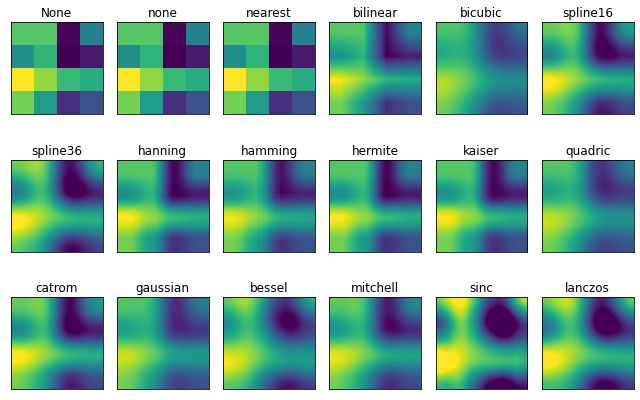 None
none
nearest
bilinear
bicubic
spline16
spline36
hanning
hamming
hermite
kaiser
quadric
catrom
gaussian
bessel
mitchell
sinc
lanczos